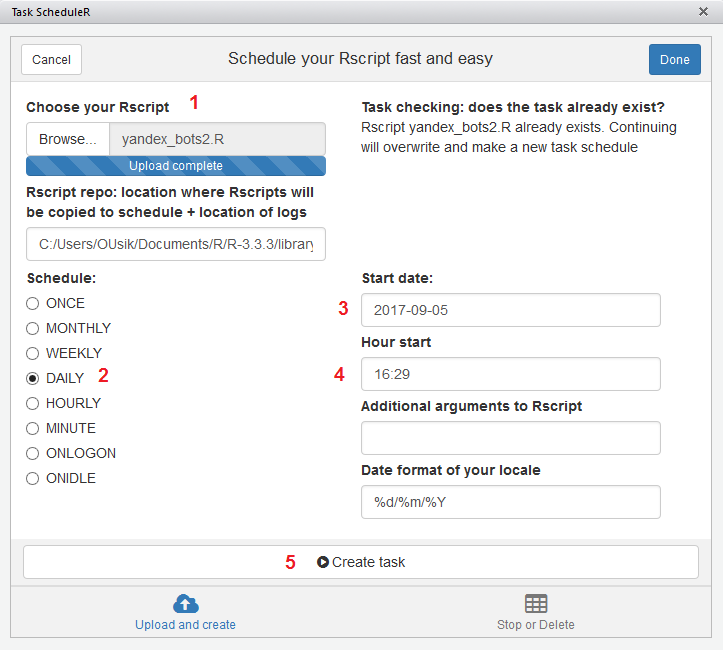 Task ScheduleR
Cancel
Schedule your Rscript fast and easy
Done
Choose your Rscript 1
Browse... yandex_bots2.R
Upload complete
Rscript repo: location where Rscripts will
be copied to schedule + location of logs
C:/Users/OUsik/Documents/R/R-3.3.3/library
Task checking: does the task already exist?
Rscript yandex_bots2.R already exists. Continuing
will overwrite and make a new task schedule
Schedule:
ONCE
MONTHLY
WEEKLY
DAILY 2
HOURLY
MINUTE
ONLOGON
ONIDLE
Start date:
3 2017-09-05
Hour start
4 16:29
Additional arguments to Rscript
Date format of your locale
%d/%m/%Y
5 Create task
Upload and create
Stop or Delete